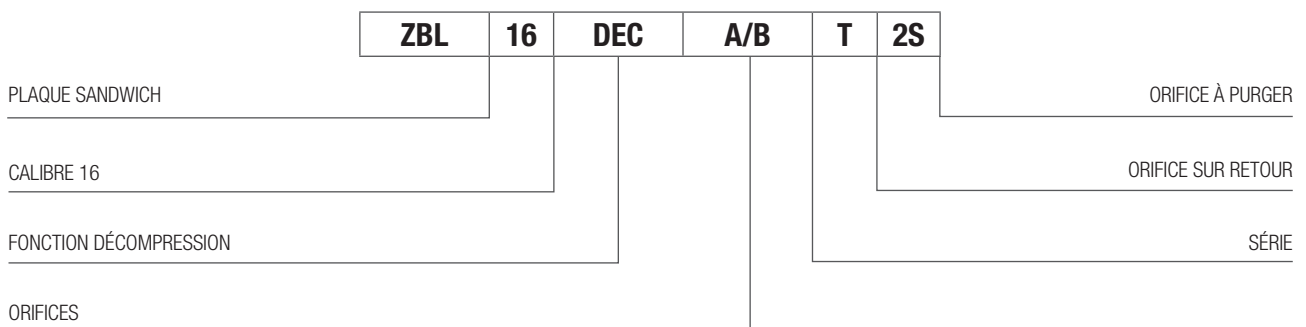 ZBL 16 DEC A/B T 2S
PLAQUE SANDWICH
ORIFICE À PURGER
CALIBRE 16
ORIFICE SUR RETOUR
FONCTION DÉCOMPRESSION
SÉRIE
ORIFICES